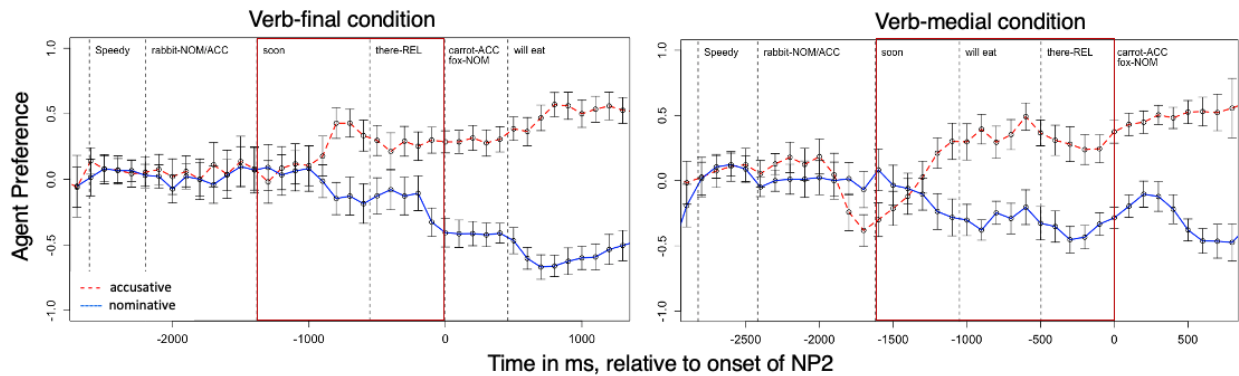 Verb-final condition
Verb-medial condition
Agent Preference
1.0
0.5
0.0
-0.5
-1.0
Speedy
rabbit-NOM/ACC
soon
there-REL
carrot-ACC
fox-NOM
will eat
accusative
nominative
-2000
-1000
0
1000
1.0
0.5
0.0
-0.5
-1.0
Speedy
rabbit-NOM/ACC
soon
will eat
there-REL
carrot-ACC
fox-NOM
-2500
-2000
-1500
-1000
-500
0
500
Time in ms, relative to onset of NP2